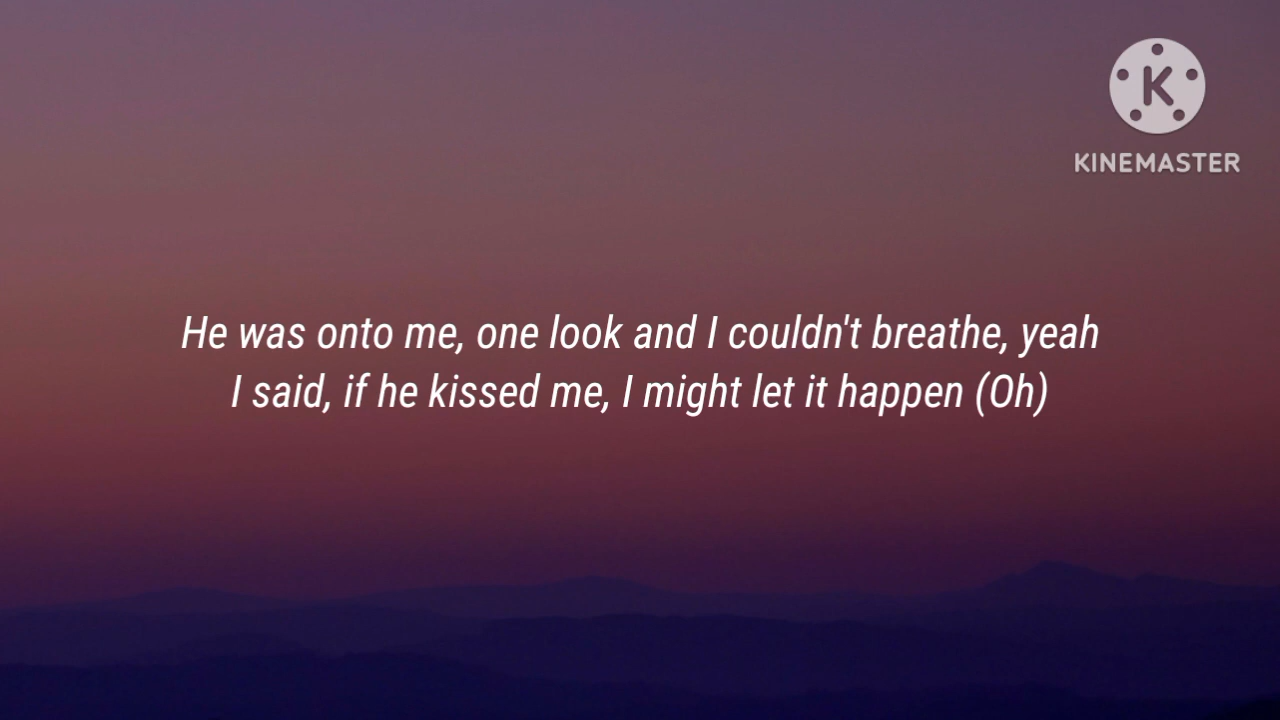 K
KINEMASTER
He was onto me, one look and I couldn't breathe, yeah
I said, if he kissed me, I might let it happen (Oh)